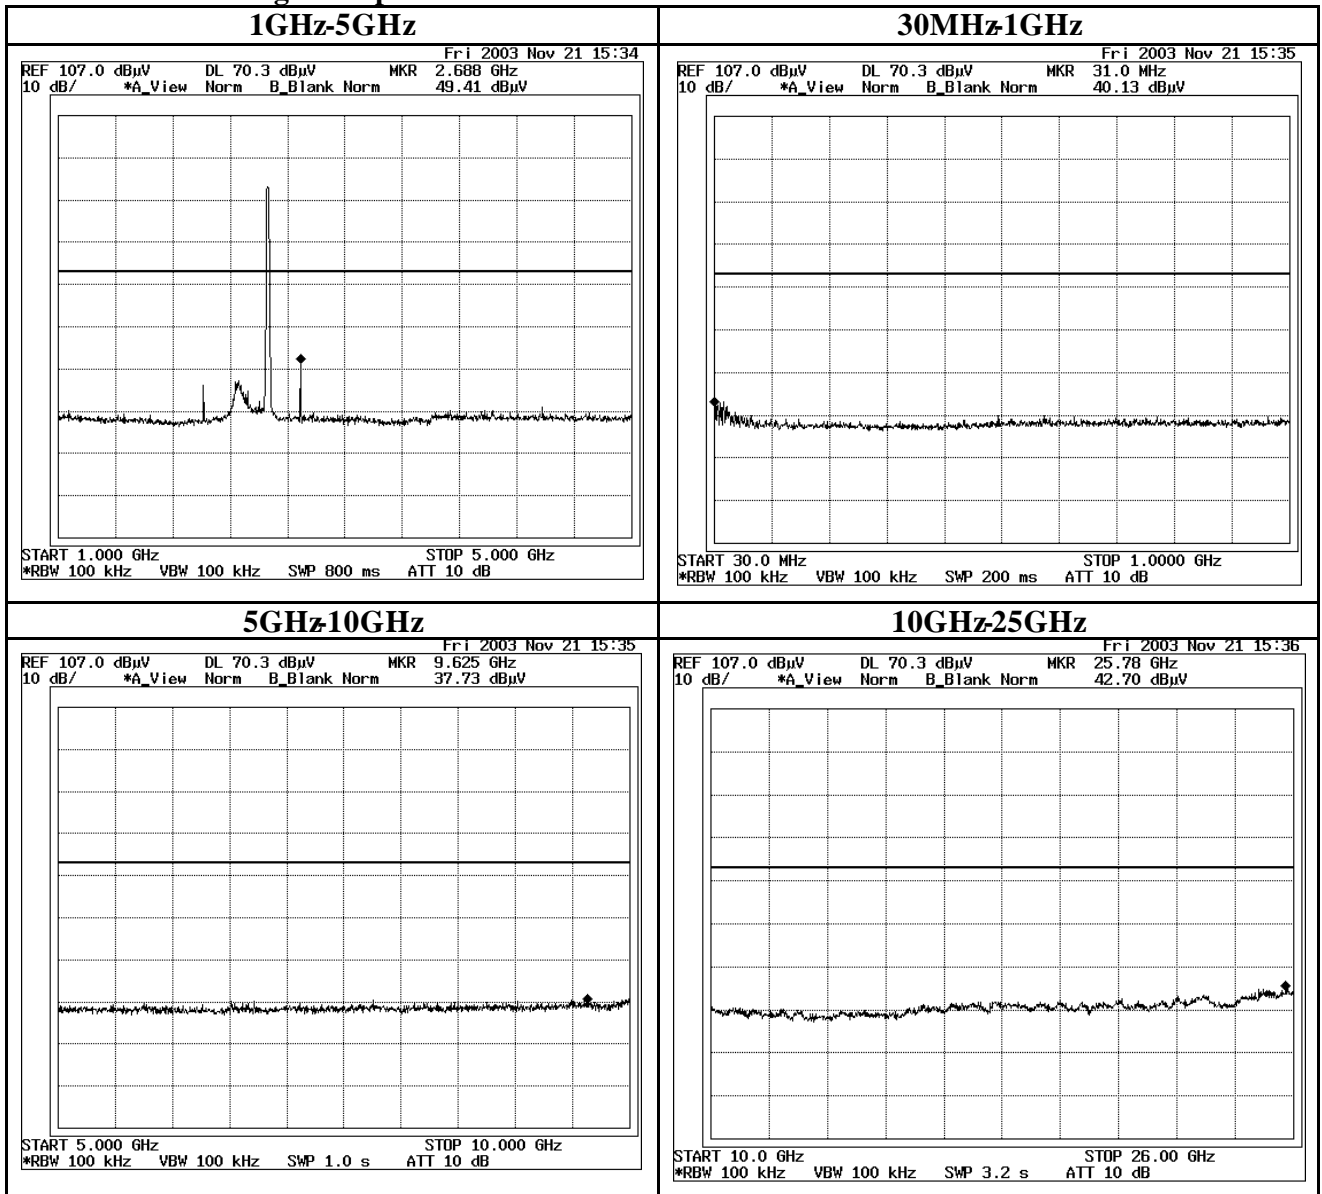 1GHz-5GHz
30MHz-1GHz
Fri 2003 Nov 21 15:34
REF 107.0 dBµV DL 70.3 dBµV MKR 2.688 GHz
10 dB/ *A_View Norm B_Blank Norm 49.41 dBµV
START 1.000 GHz STOP 5.000 GHz
*RBW 100 kHz VBW 100 kHz SWP 800 ms ATT 10 dB
Fri 2003 Nov 21 15:35
REF 107.0 dBµV DL 70.3 dBµV MKR 31.0 MHz
10 dB/ *A_View Norm B_Blank Norm 40.13 dBµV
START 30.0 MHz STOP 1.0000 GHz
*RBW 100 kHz VBW 100 kHz SWP 200 ms ATT 10 dB
5GHz-10GHz
10GHz-25GHz
Fri 2003 Nov 21 15:35
REF 107.0 dBµV DL 70.3 dBµV MKR 9.625 GHz
10 dB/ *A_View Norm B_Blank Norm 37.73 dBµV
START 5.000 GHz STOP 10.000 GHz
*RBW 100 kHz VBW 100 kHz SWP 1.0 s ATT 10 dB
Fri 2003 Nov 21 15:36
REF 107.0 dBµV DL 70.3 dBµV MKR 25.78 GHz
10 dB/ *A_View Norm B_Blank Norm 42.70 dBµV
START 10.0 GHz STOP 26.00 GHz
*RBW 100 kHz VBW 100 kHz SWP 3.2 s ATT 10 dB